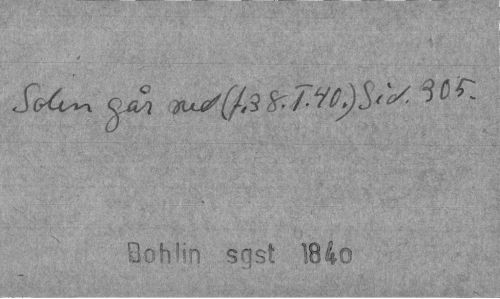 Solen går ned (f.38.T.40.) Sid. 305.
Bohlin sgst 1840